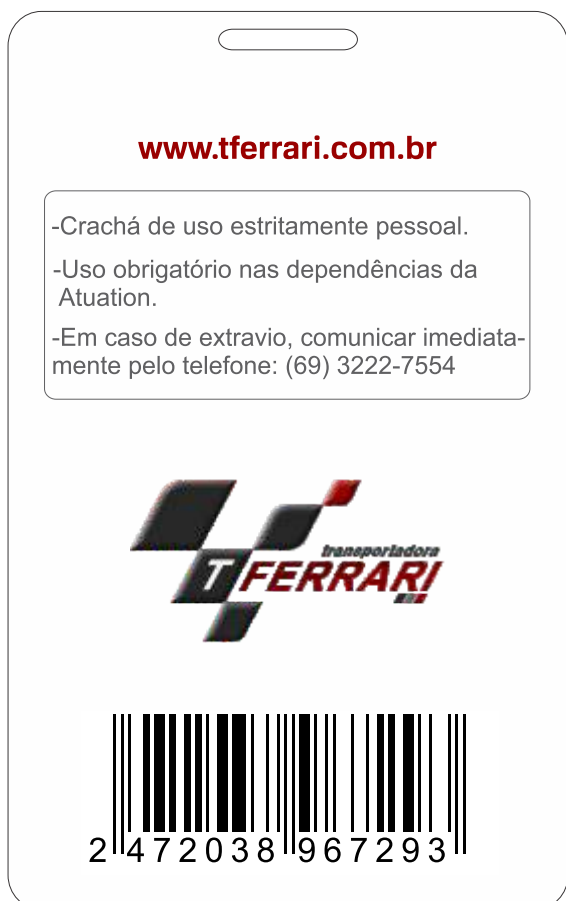 www.tferrari.com.br
-Crachá de uso estritamente pessoal.
-Uso obrigatório nas dependências da
Atuation.
-Em caso de extravio, comunicar imediata-
mente pelo telefone: (69) 3222-7554
transportadora
T FERRARI
2 472038 967293